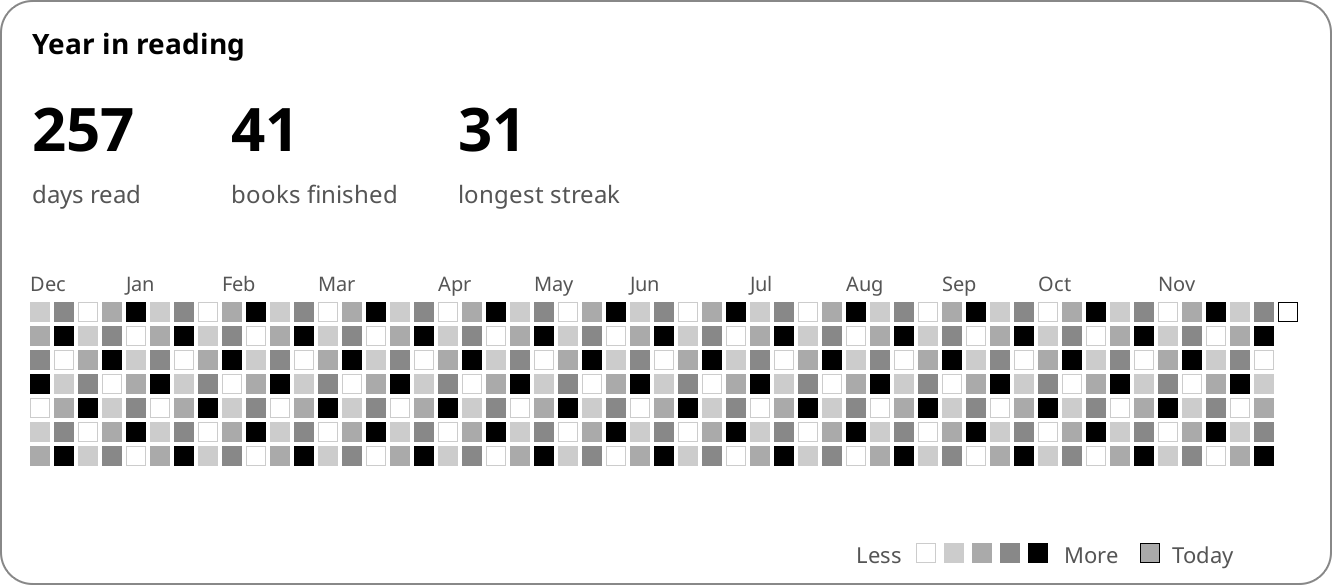 Year in reading
257 41 31
days read books finished longest streak
Dec Jan Feb Mar Apr May Jun Jul Aug Sep Oct Nov
Less More Today